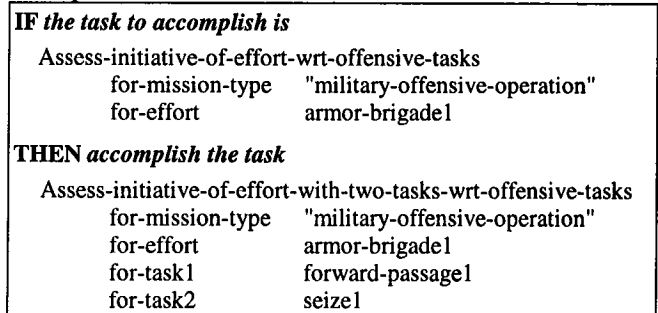 IF the task to accomplish is
Assess-initiative-of-effort-wrt-offensive-tasks
for-mission-type "military-offensive-operation"
for-effort armor-brigade1
THEN accomplish the task
Assess-initiative-of-effort-with-two-tasks-wrt-offensive-tasks
for-mission-type "military-offensive-operation"
for-effort armor-brigade1
for-task1 forward-passage1
for-task2 seize1